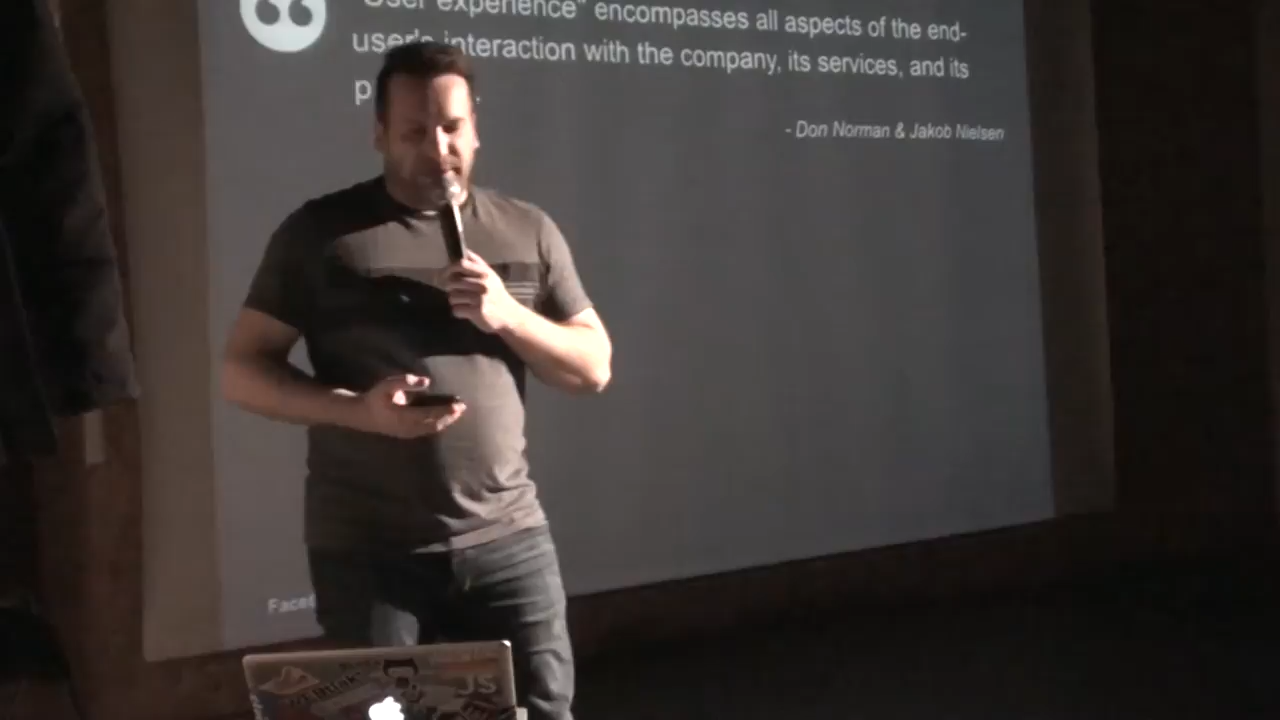 "User experience" encompasses all aspects of the end-
user's interaction with the company, its services, and its
- Don Norman & Jakob Nielsen
JS